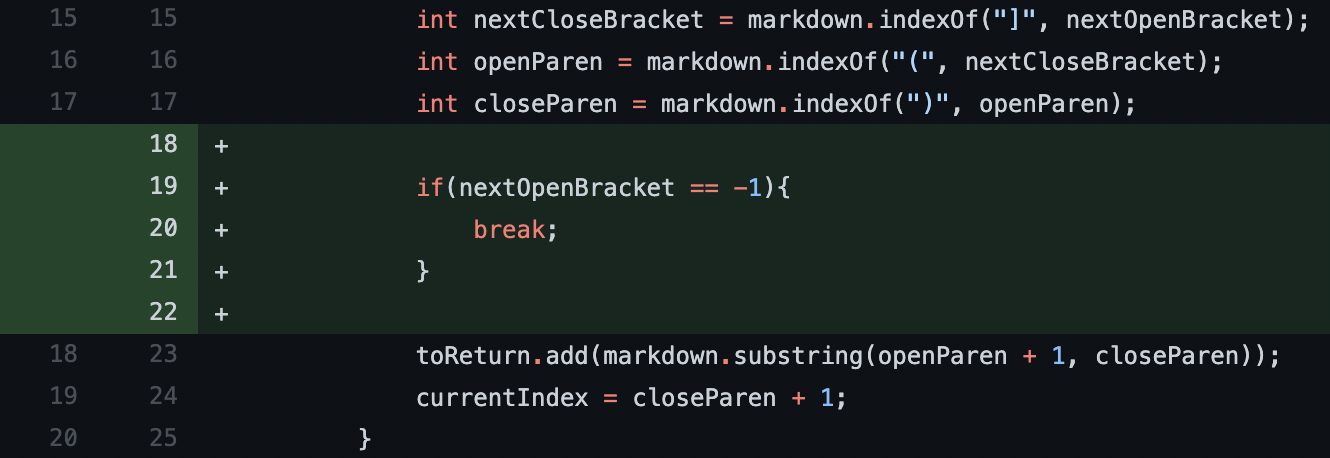 15 15 int nextCloseBracket = markdown.indexOf("]", nextOpenBracket);
16 16 int openParen = markdown.indexOf("(", nextCloseBracket);
17 17 int closeParen = markdown.indexOf(")", openParen);
18 +
19 + if(nextOpenBracket == -1){
20 + break;
21 + }
22 +
18 23 toReturn.add(markdown.substring(openParen + 1, closeParen));
19 24 currentIndex = closeParen + 1;
20 25 }